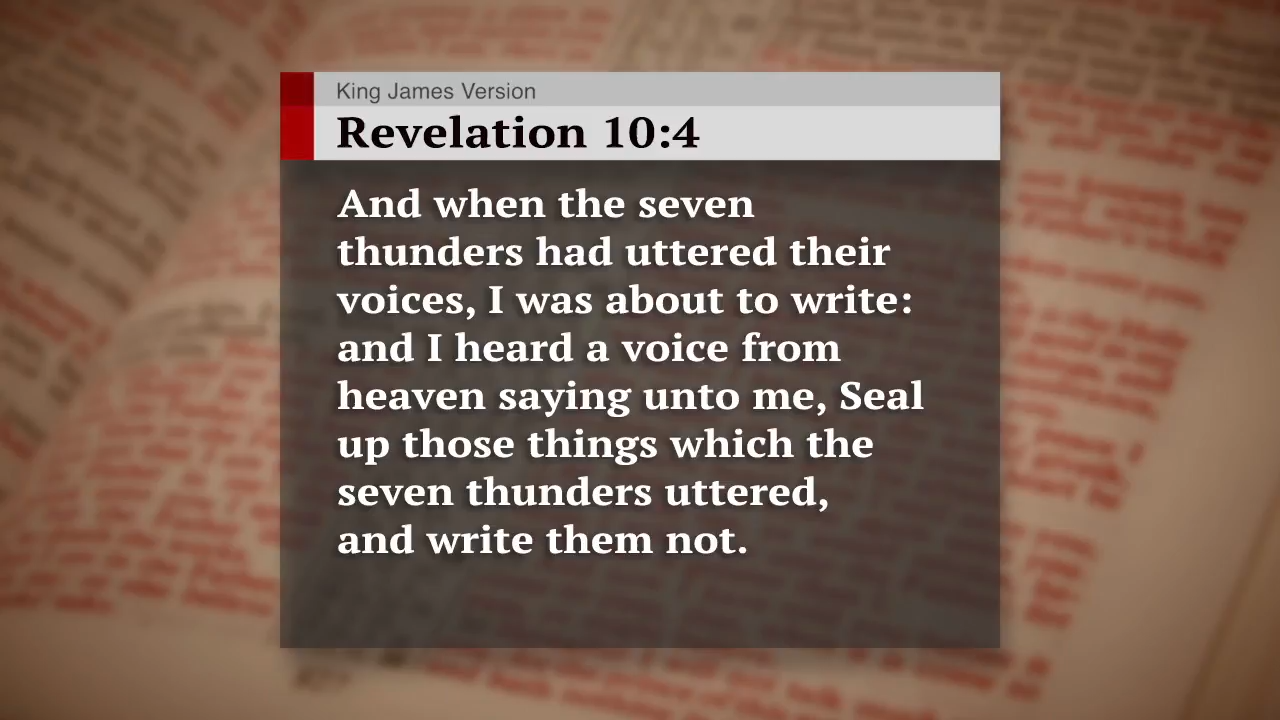 King James Version
Revelation 10:4
And when the seven
thunders had uttered their
voices, I was about to write:
and I heard a voice from
heaven saying unto me, Seal
up those things which the
seven thunders uttered,
and write them not.